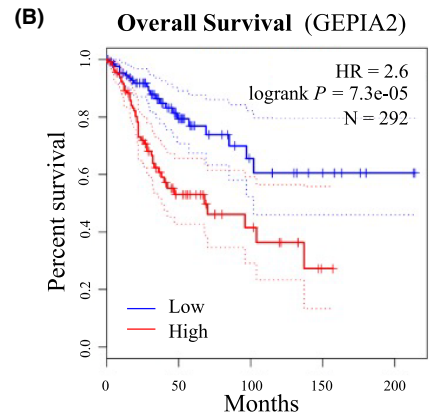 (B)
Overall Survival (GEPIA2)
HR = 2.6
logrank P = 7.3e-05
N = 292
Percent survival
1.0
0.8
0.6
0.4
0.2
0.0
Low
High
0 50 100 150 200
Months